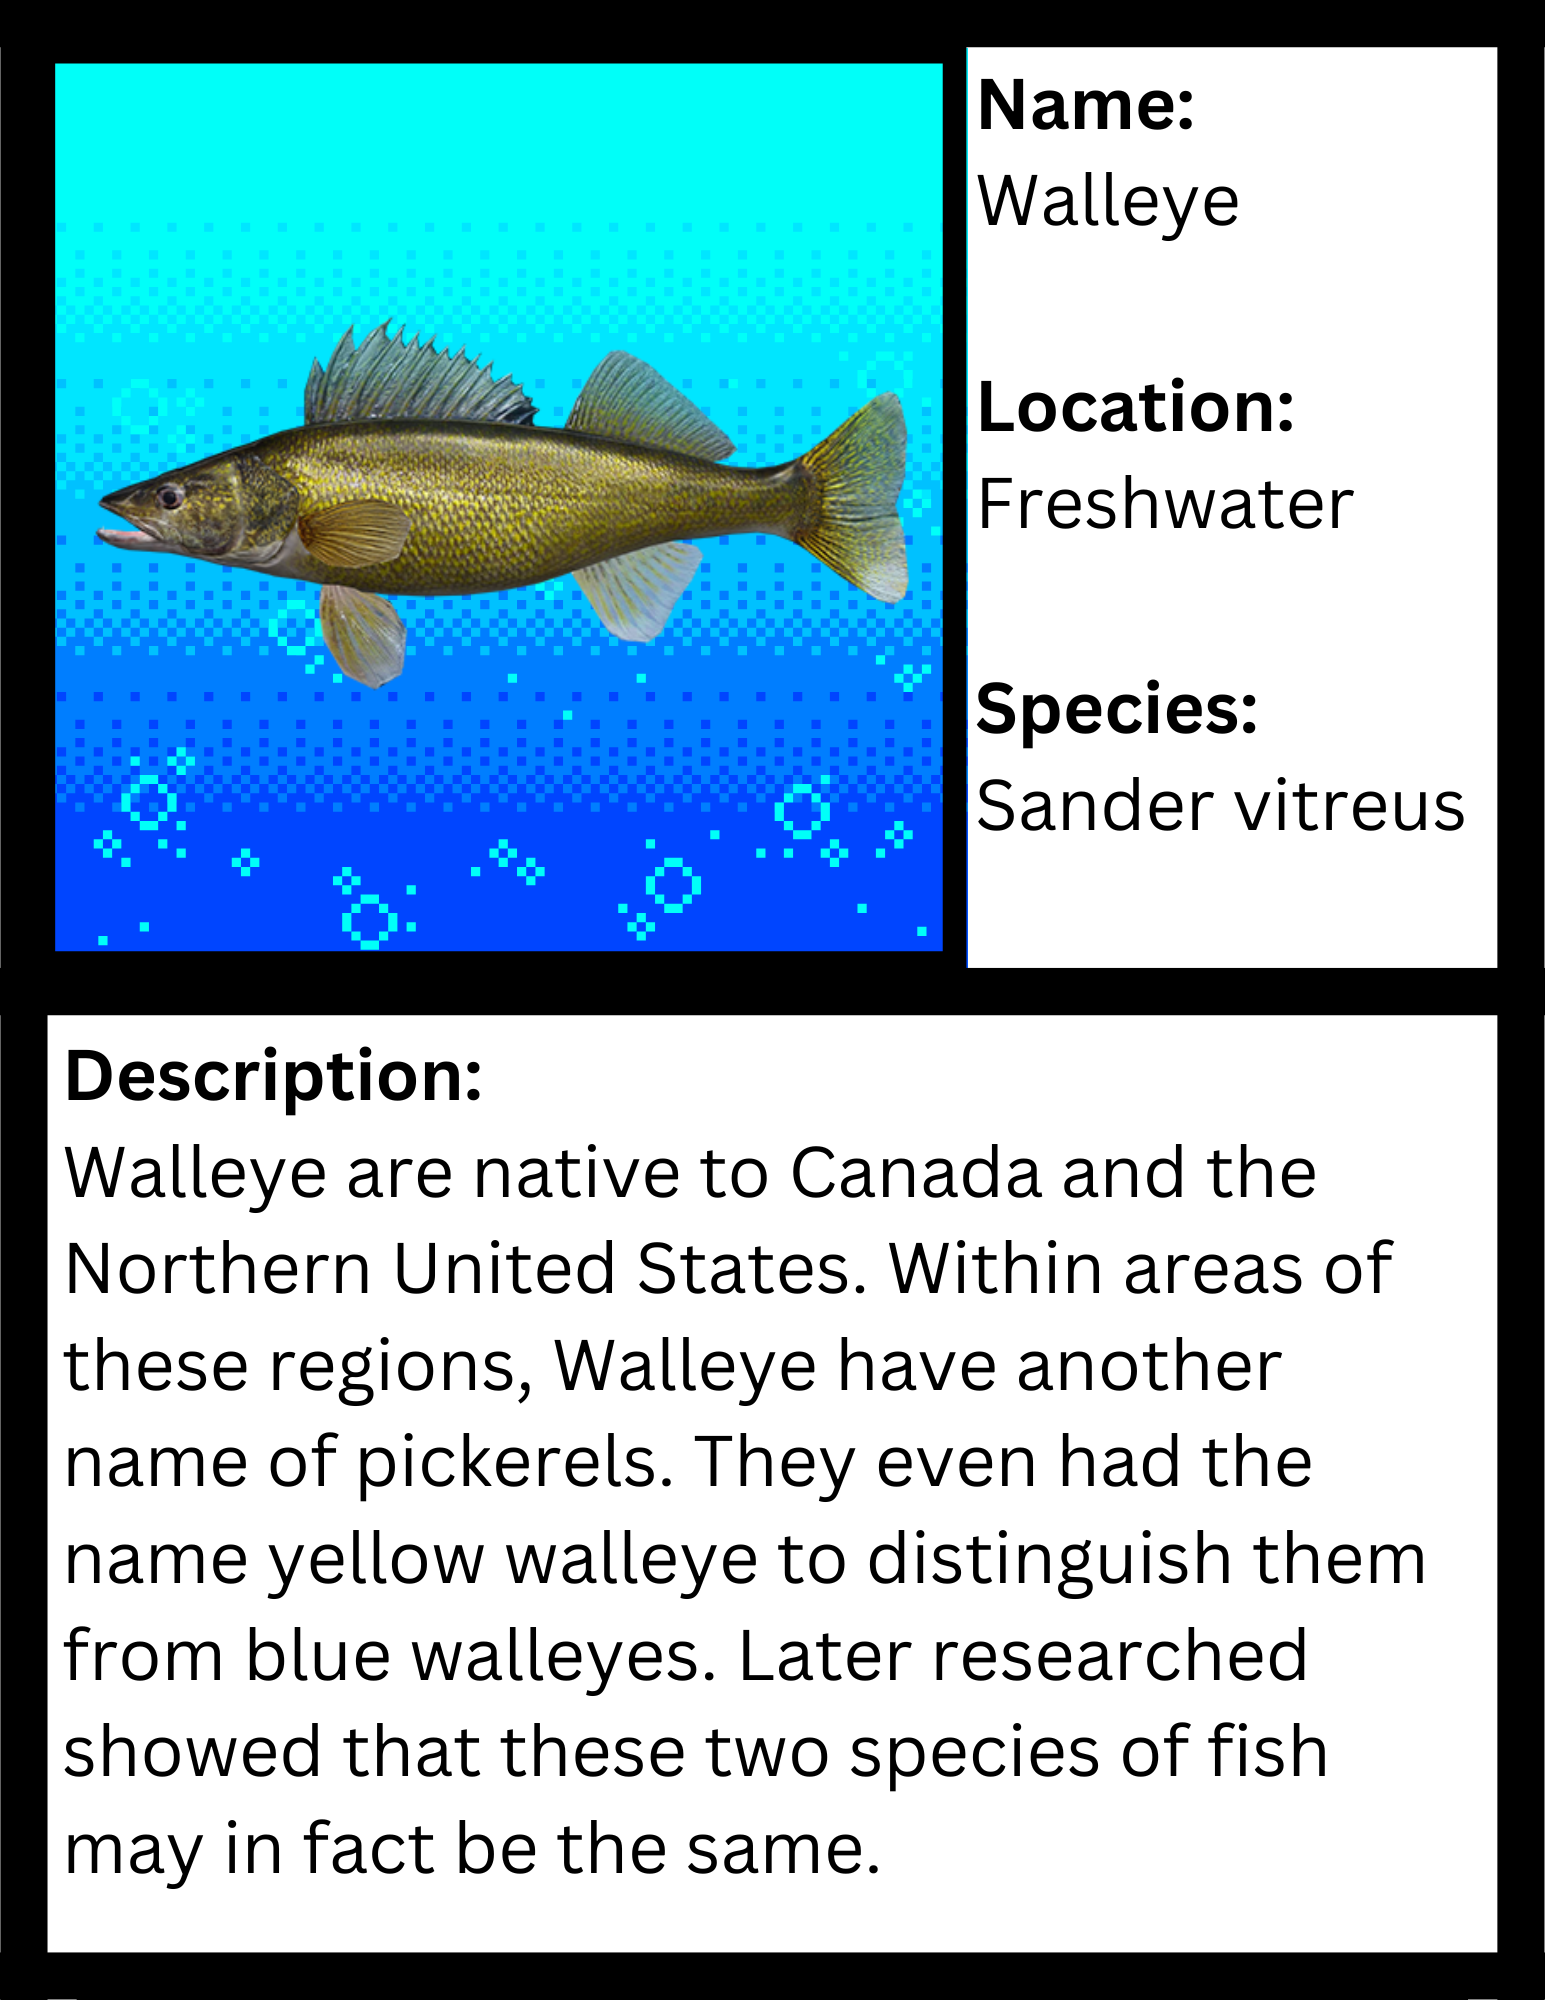 Name:
Walleye
Location:
Freshwater
Species:
Sander vitreus
Description:
Walleye are native to Canada and the
Northern United States. Within areas of
these regions, Walleye have another
name of pickerels. They even had the
name yellow walleye to distinguish them
from blue walleyes. Later researched
showed that these two species of fish
may in fact be the same.